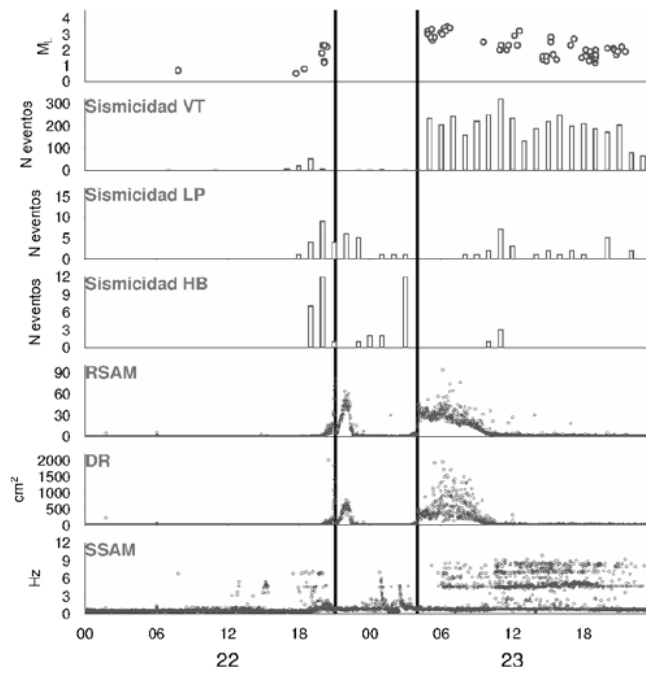 M_L
4
3
2
1
0
Sismicidad VT
N eventos
300
200
100
0
Sismicidad LP
N eventos
15
10
5
0
Sismicidad HB
N eventos
12
9
6
3
0
RSAM
90
60
30
0
DR
cm²
2000
1500
1000
500
0
SSAM
Hz
12
9
6
3
0
00 06 12 18 00 06 12 18
22 23